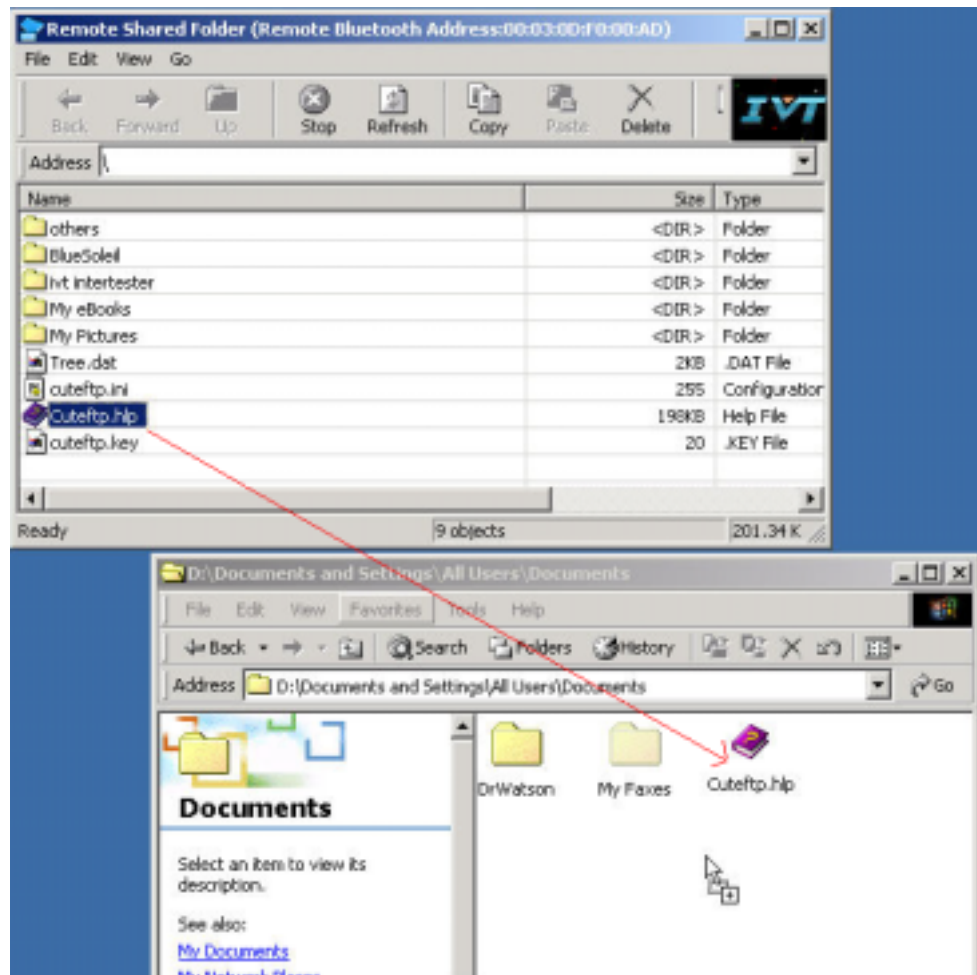 Remote Shared Folder (Remote Bluetooth Address:00:03:0D:F0:00:AD)
File Edit View Go
Back Forward Up Stop Refresh Copy Paste Delete IVT
Address \
Name Size Type
others <DIR> Folder
BlueSoleil <DIR> Folder
ivt intertester <DIR> Folder
My eBooks <DIR> Folder
My Pictures <DIR> Folder
Tree.dat 2KB .DAT File
cuteftp.ini 255 Configuration
Cuteftp.hlp 198KB Help File
cuteftp.key 20 .KEY File
Ready 9 objects 201.34 K
D:\Documents and Settings\All Users\Documents
File Edit View Favorites Tools Help
Back Search Folders History
Address D:\Documents and Settings\All Users\Documents Go
DrWatson My Faxes Cuteftp.hlp
Documents
Select an item to view its
description.
See also:
My Documents
My Network Places